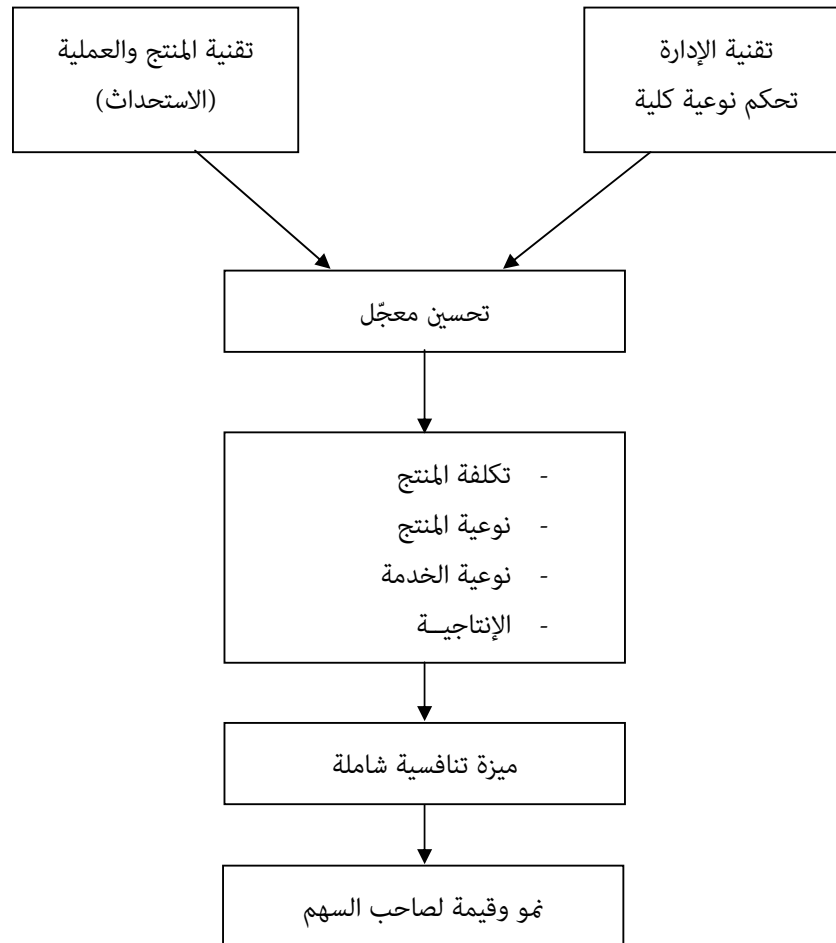 تقنية الإدارة
تحكم نوعية كلية
تقنية المنتج والعملية
(الاستحداث)
تحسين معجّل
- تكلفة المنتج
- نوعية المنتج
- نوعية الخدمة
- الإنتاجيـــة
ميزة تنافسية شاملة
نمو وقيمة لصاحب السهم